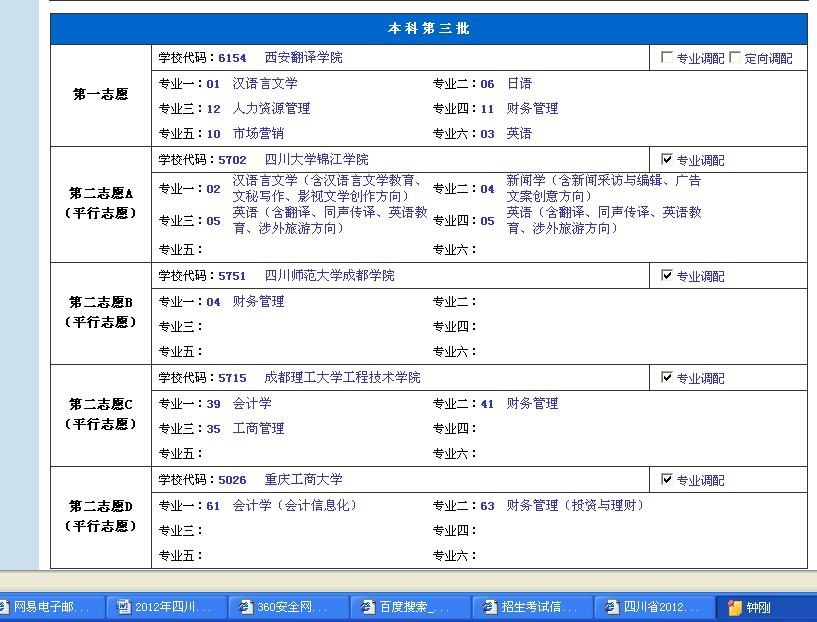 本科第三批
第一志愿
学校代码：6154 西安翻译学院 专业调配 定向调配
专业一：01 汉语言文学 专业二：06 日语
专业三：12 人力资源管理 专业四：11 财务管理
专业五：10 市场营销 专业六：03 英语
第二志愿A
（平行志愿）
学校代码：5702 四川大学锦江学院 专业调配
专业一：02 汉语言文学（含汉语言文学教育、
文秘写作、影视文学创作方向） 专业二：04 新闻学（含新闻采访与编辑、广告
文案创意方向）
专业三：05 英语（含翻译、同声传译、英语教
育、涉外旅游方向） 专业四：05 英语（含翻译、同声传译、英语教
育、涉外旅游方向）
专业五： 专业六：
第二志愿B
（平行志愿）
学校代码：5751 四川师范大学成都学院 专业调配
专业一：04 财务管理 专业二：
专业三： 专业四：
专业五： 专业六：
第二志愿C
（平行志愿）
学校代码：5715 成都理工大学工程技术学院 专业调配
专业一：39 会计学 专业二：41 财务管理
专业三：35 工商管理 专业四：
专业五： 专业六：
第二志愿D
（平行志愿）
学校代码：5026 重庆工商大学 专业调配
专业一：61 会计学（会计信息化） 专业二：63 财务管理（投资与理财）
专业三： 专业四：
专业五： 专业六：
网易电子邮... 2012年四川... 360安全网... 百度搜索_... 招生考试信... 四川省2012... 钟刚